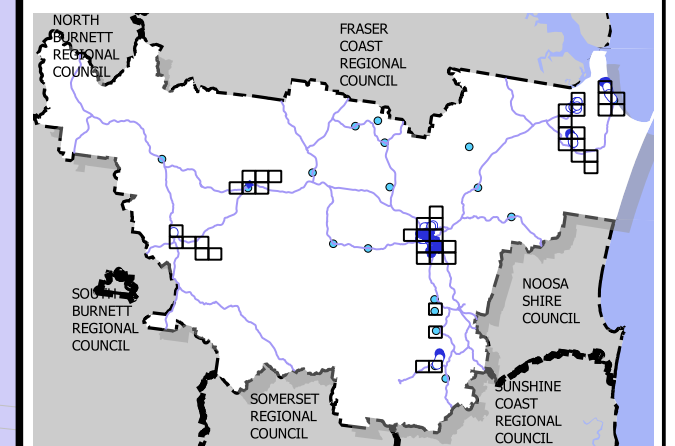 NORTH
BURNETT
REGIONAL
COUNCIL
FRASER
COAST
REGIONAL
COUNCIL
NOOSA
SHIRE
COUNCIL
SOUTH
BURNETT
REGIONAL
COUNCIL
SOMERSET
REGIONAL
COUNCIL
SUNSHINE
COAST
REGIONAL
COUNCIL